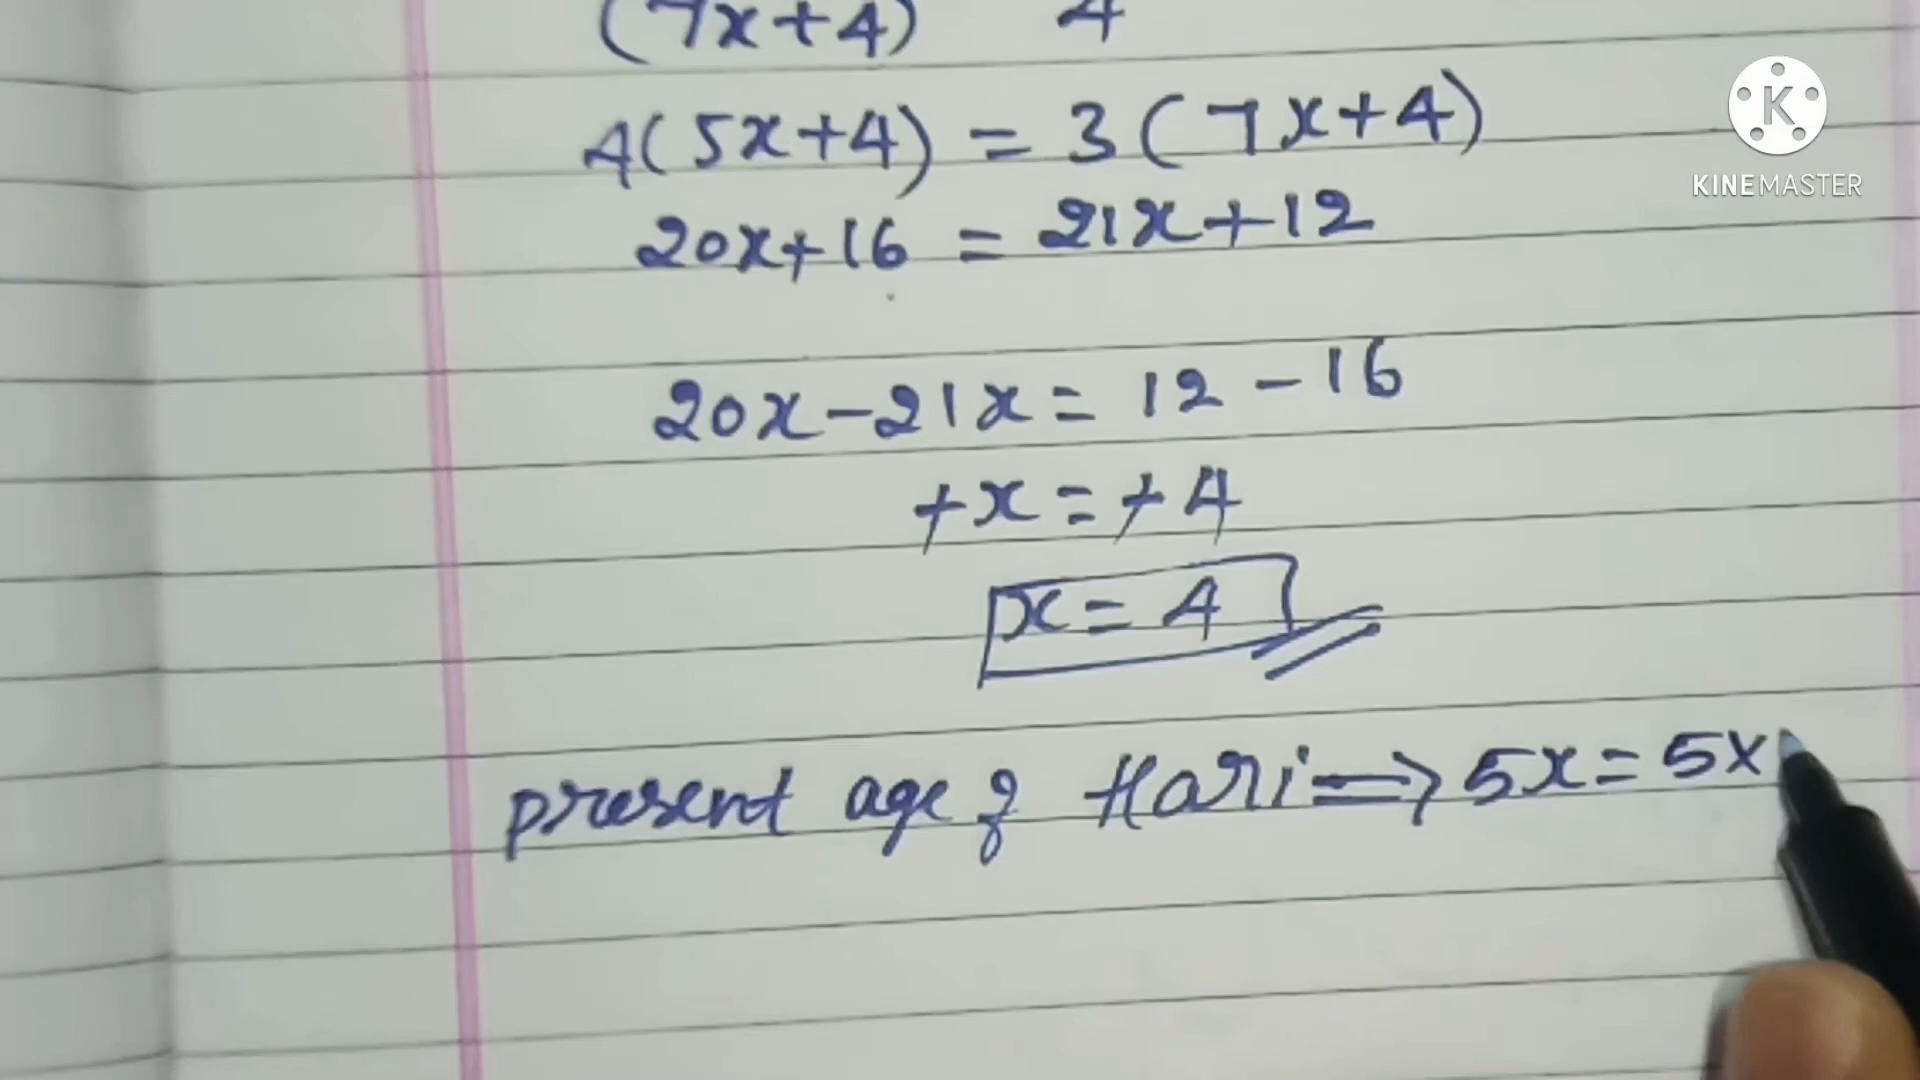 (7x+4) 4
4(5x+4) = 3(7x+4)
20x+16 = 21x+12
20x-21x = 12-16
+x = +4
x = 4
present age of Hari ⇒ 5x = 5x
K
KINEMASTER